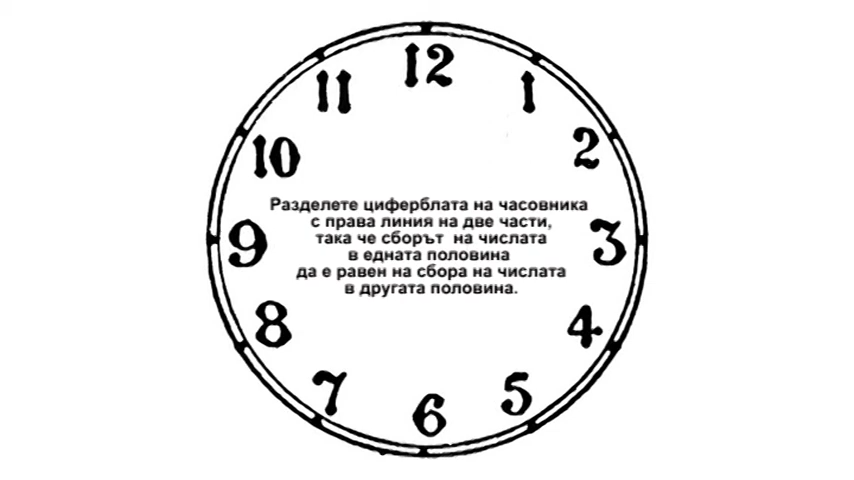 12
11
1
10
2
Разделете циферблата на часовника
с права линия на две части,
така че сборът на числата
в едната половина
да е равен на сбора на числата
в другата половина.
9
3
8
4
7
5
6